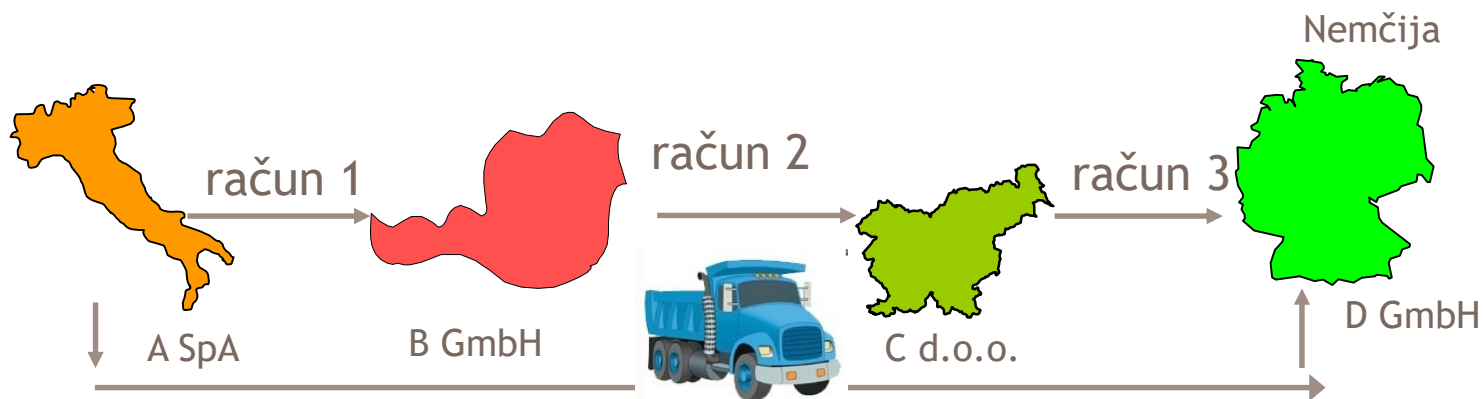 Nemčija
račun 1
račun 2
račun 3
A SpA
B GmbH
C d.o.o.
D GmbH